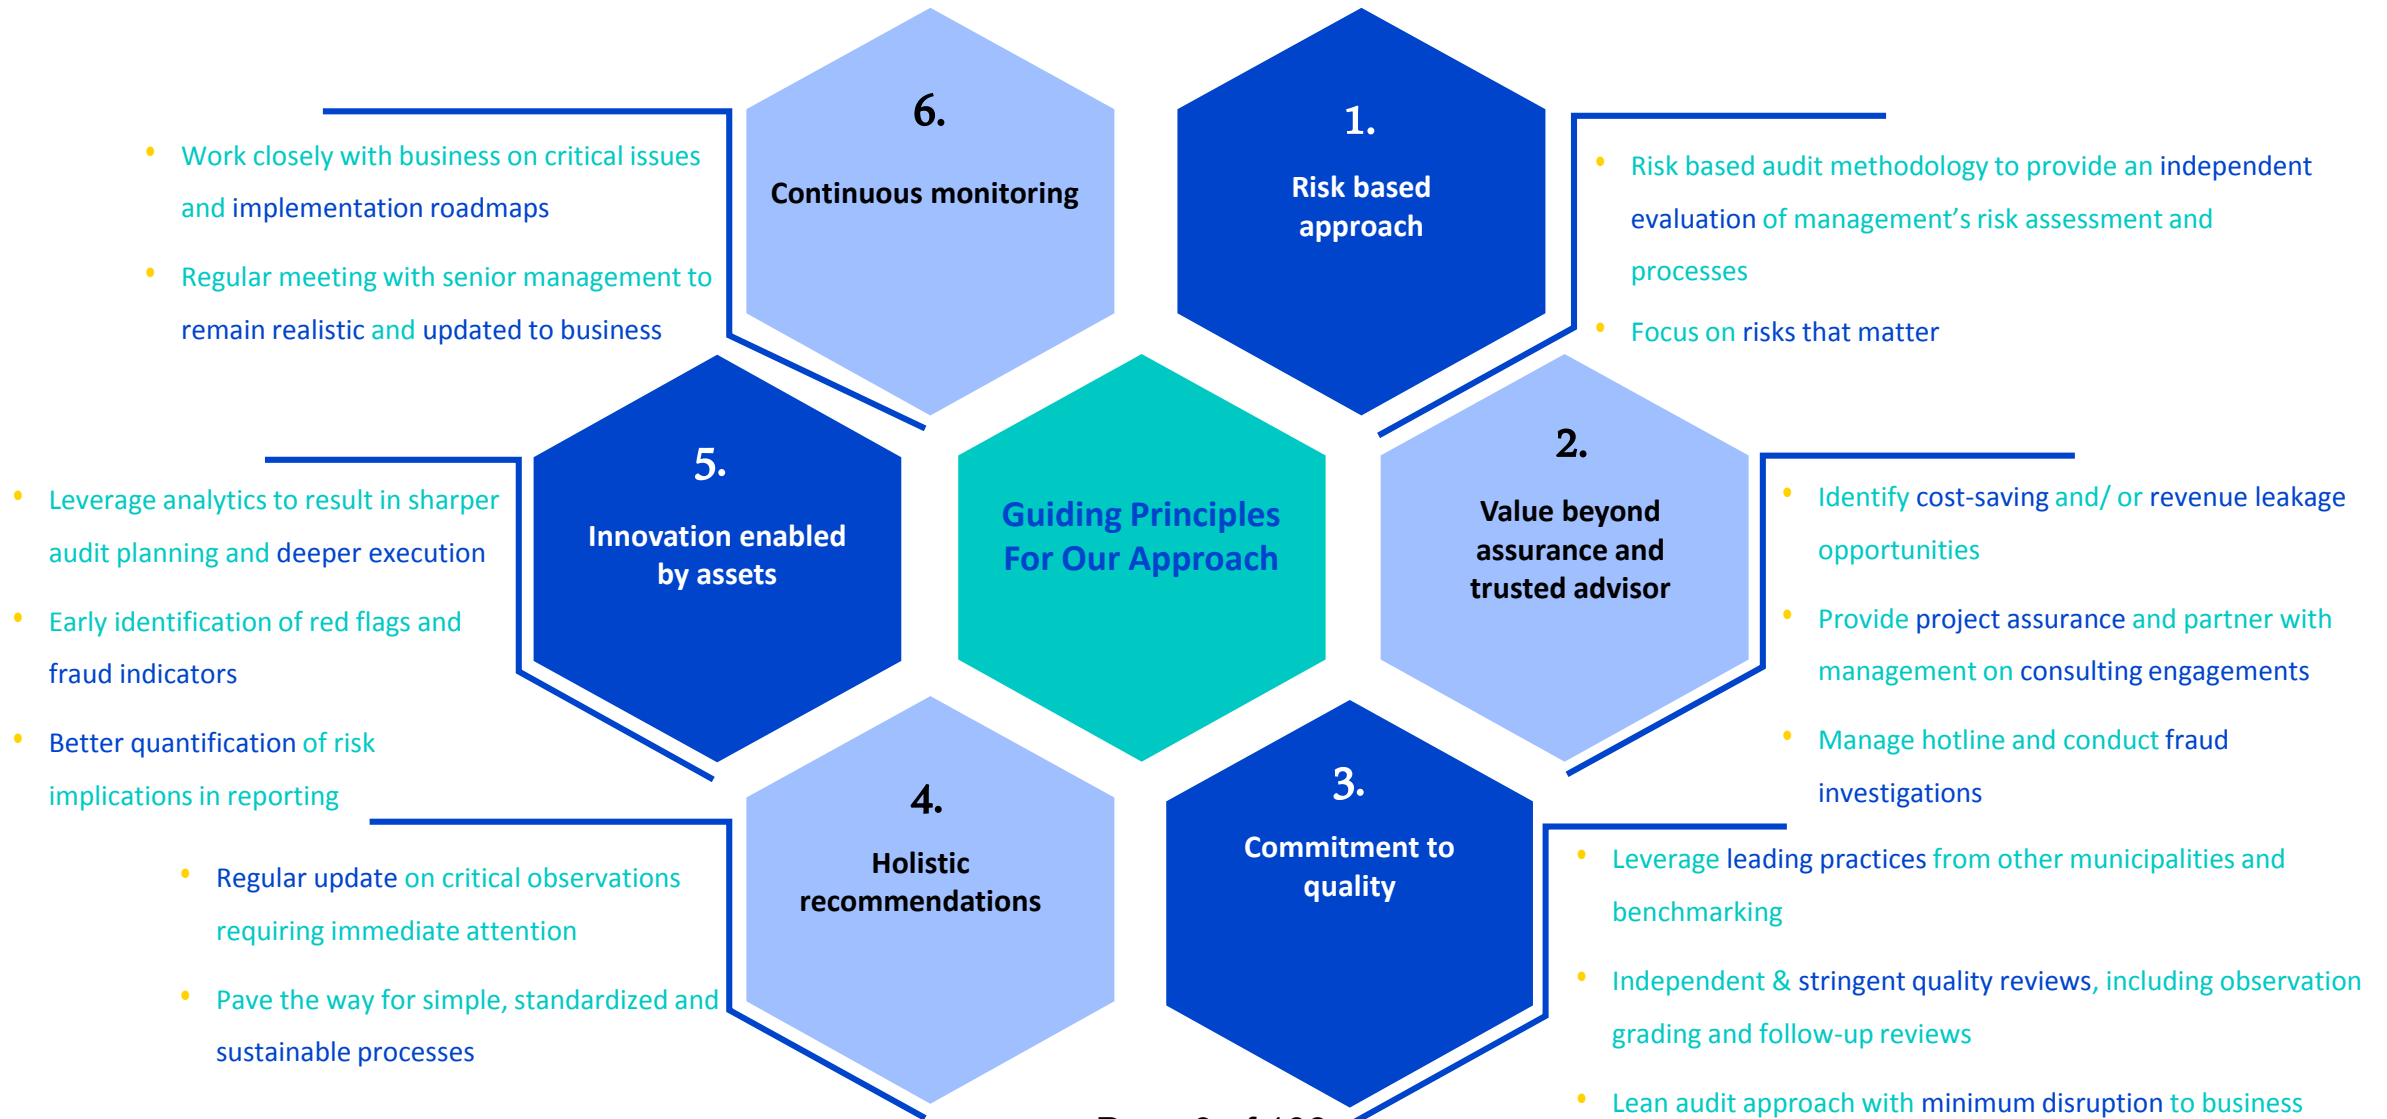 6.
Continuous monitoring
• Work closely with business on critical issues
and implementation roadmaps
• Regular meeting with senior management to
remain realistic and updated to business
1.
Risk based
approach
• Risk based audit methodology to provide an independent
evaluation of management’s risk assessment and
processes
• Focus on risks that matter
5.
Innovation enabled
by assets
• Leverage analytics to result in sharper
audit planning and deeper execution
• Early identification of red flags and
fraud indicators
• Better quantification of risk
implications in reporting
Guiding Principles
For Our Approach
2.
Value beyond
assurance and
trusted advisor
• Identify cost-saving and/ or revenue leakage
opportunities
• Provide project assurance and partner with
management on consulting engagements
• Manage hotline and conduct fraud
investigations
4.
Holistic
recommendations
• Regular update on critical observations
requiring immediate attention
• Pave the way for simple, standardized and
sustainable processes
3.
Commitment to
quality
• Leverage leading practices from other municipalities and
benchmarking
• Independent & stringent quality reviews, including observation
grading and follow-up reviews
• Lean audit approach with minimum disruption to business